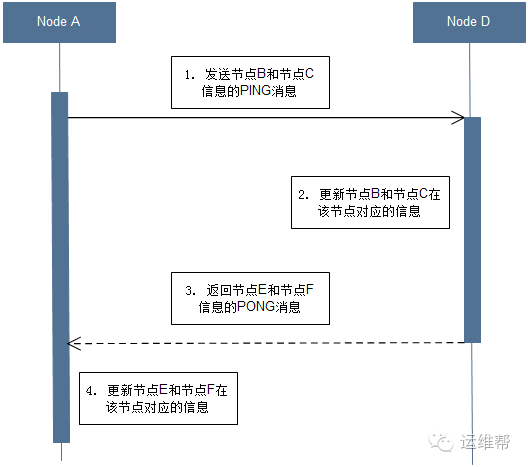 Node A
Node D
1. 发送节点B和节点C
信息的PING消息
2. 更新节点B和节点C在
该节点对应的信息
3. 返回节点E和节点F
信息的PONG消息
4. 更新节点E和节点F在
该节点对应的信息
运维帮